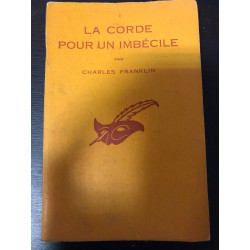 LA CORDE
POUR UN IMBÉCILE
PAR
CHARLES FRANKLIN